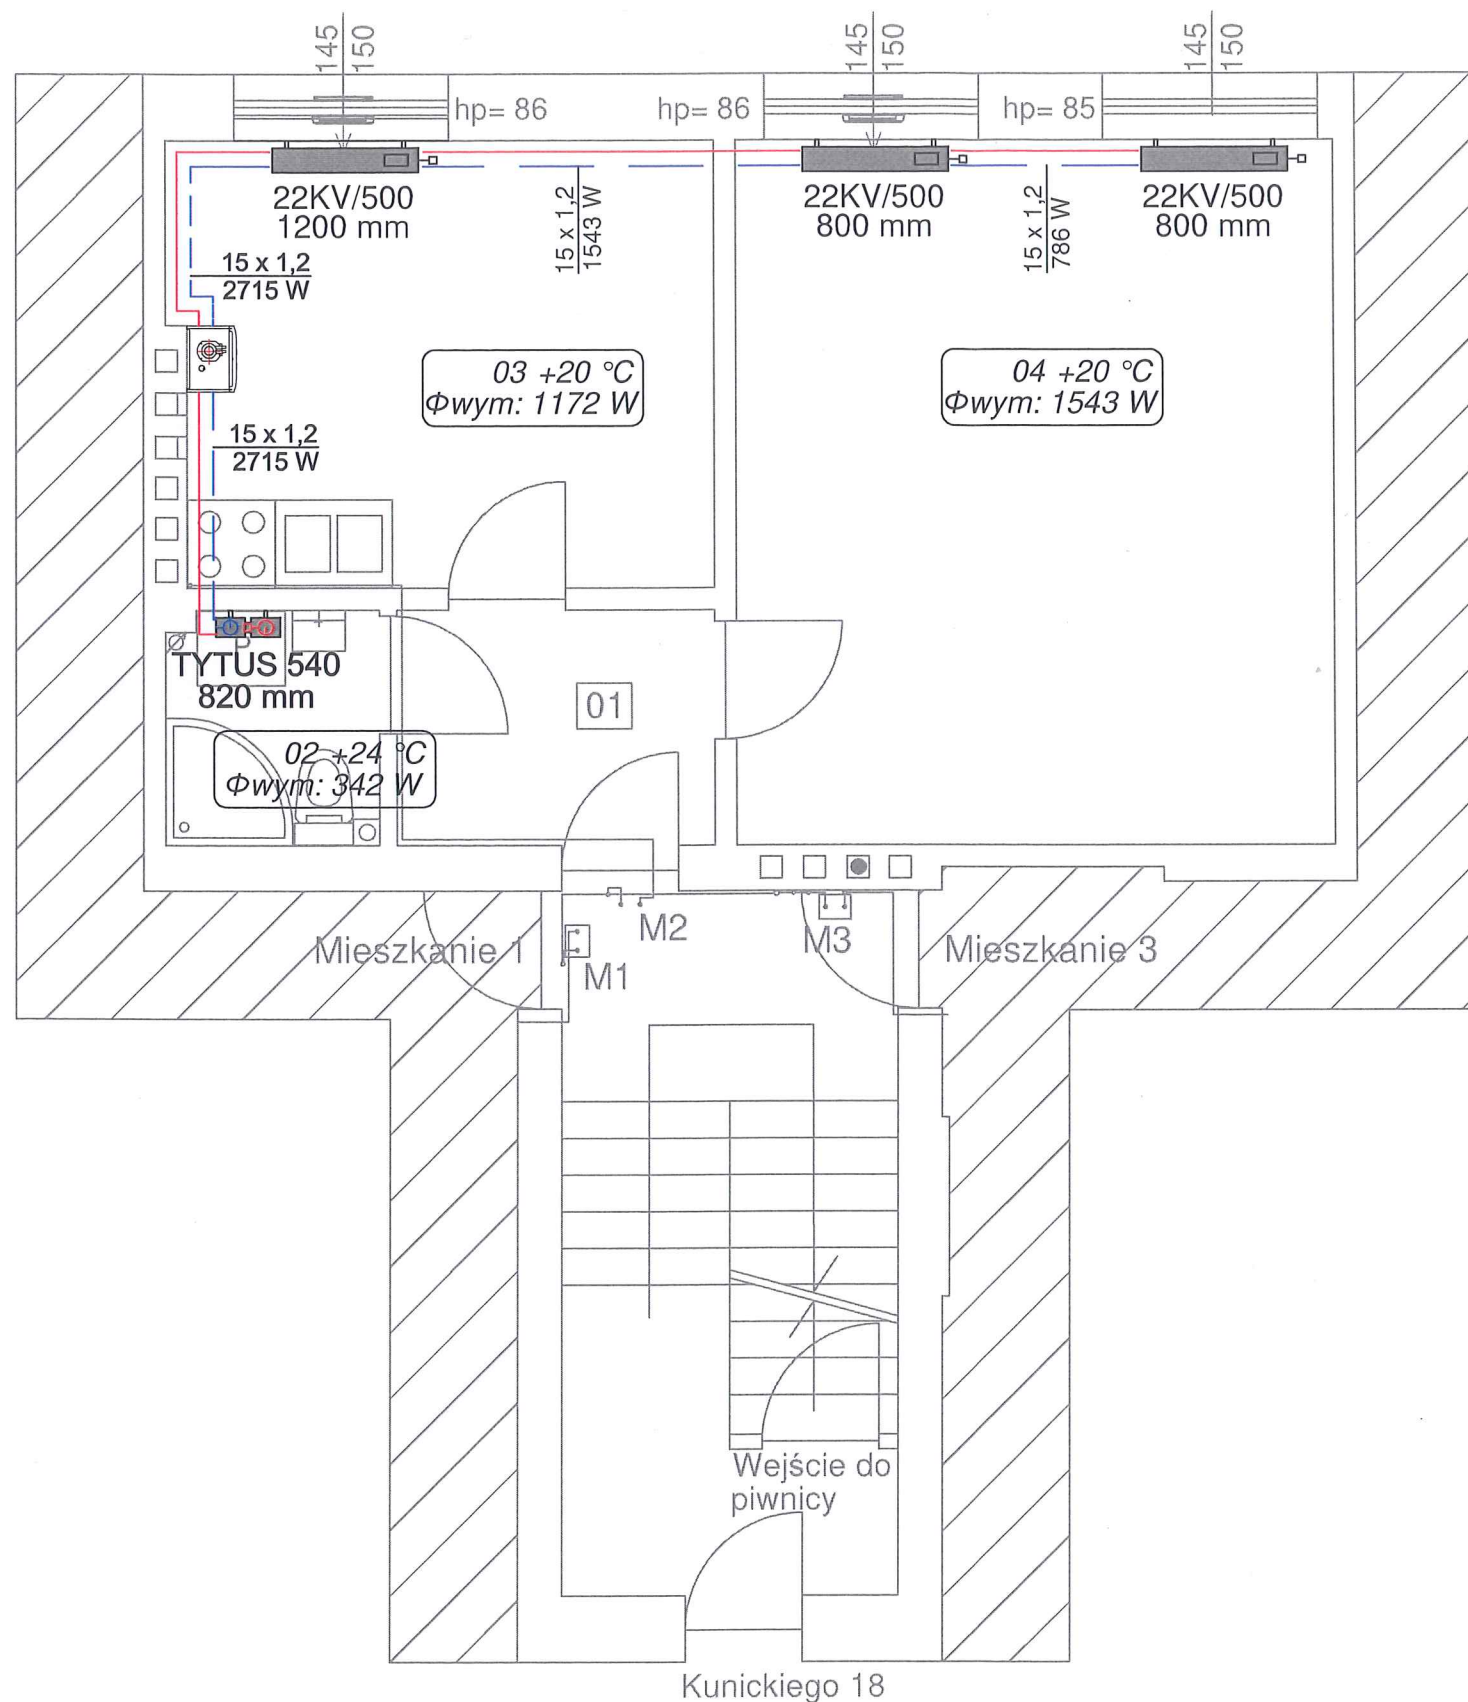 145
150
145
150
145
150
hp= 86
hp= 86
hp= 85
22KV/500
1200 mm
15 x 1,2
1543 W
22KV/500
800 mm
15 x 1,2
786 W
22KV/500
800 mm
15 x 1,2
2715 W
03 +20 °C
Φwym: 1172 W
04 +20 °C
Φwym: 1543 W
15 x 1,2
2715 W
P
TYTUS 540
820 mm
01
02 +24 °C
Φwym: 342 W
M2
M3
Mieszkanie 1
Mieszkanie 3
M1
Wejście do
piwnicy
Kunickiego 18